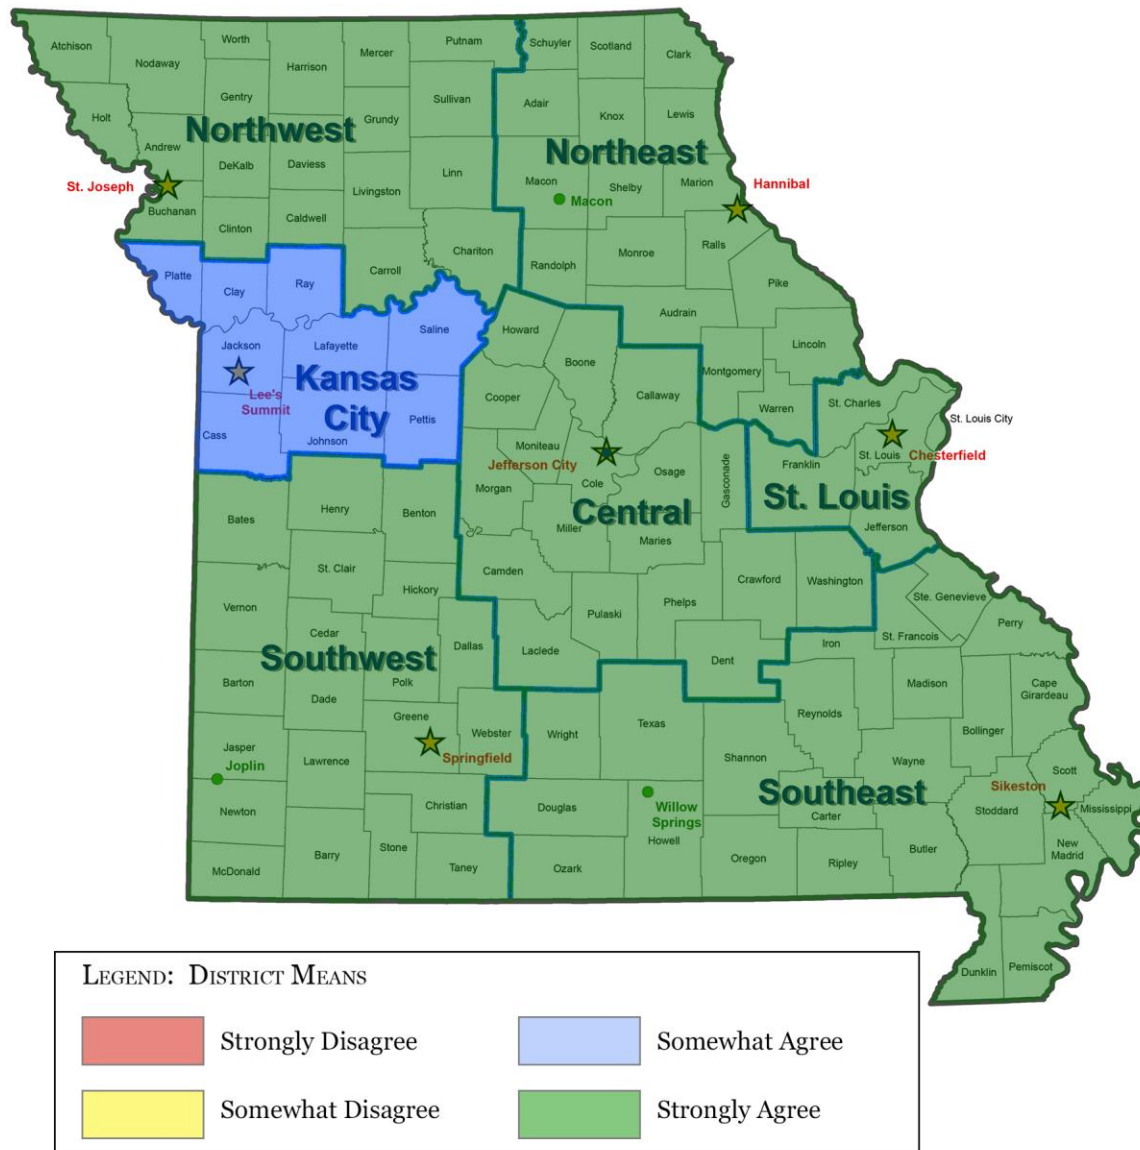 Atchison
Nodaway
Worth
Harrison
Mercer
Putnam
Schuyler
Scotland
Clark
Holt
Gentry
Sullivan
Adair
Knox
Lewis
Andrew
Northwest
Grundy
Northeast
DeKalb
Daviess
Linn
Macon
Shelby
Marion
St. Joseph
Hannibal
Livingston
Macon
Buchanan
Clinton
Caldwell
Chariton
Carroll
Randolph
Monroe
Ralls
Pike
Platte
Clay
Ray
Audrain
Saline
Howard
Boone
Lincoln
Jackson
Lafayette
Kansas
City
Lee's
Summit
Montgomery
Callaway
Cooper
Warren
St. Charles
St. Louis City
Cass
Johnson
Pettis
Moniteau
Jefferson City
Cole
Osage
Gasconade
Franklin
St. Louis
Chesterfield
St. Louis
Morgan
Central
Miller
Maries
Jefferson
Bates
Henry
Benton
St. Clair
Hickory
Camden
Pulaski
Phelps
Crawford
Washington
Ste. Genevieve
Vernon
Cedar
Southwest
Dallas
Polk
Laclede
Dent
Iron
St. Francois
Perry
Barton
Dade
Madison
Cape
Girardeau
Greene
Webster
Wright
Texas
Reynolds
Bollinger
Jasper
Joplin
Lawrence
Springfield
Shannon
Wayne
Scott
Newton
Christian
Douglas
Willow
Springs
Howell
Southeast
Carter
Sikeston
Stoddard
Mississippi
McDonald
Barry
Stone
Taney
Ozark
Oregon
Ripley
Butler
New
Madrid
Dunklin
Pemiscot
LEGEND: DISTRICT MEANS
Strongly Disagree
Somewhat Agree
Somewhat Disagree
Strongly Agree